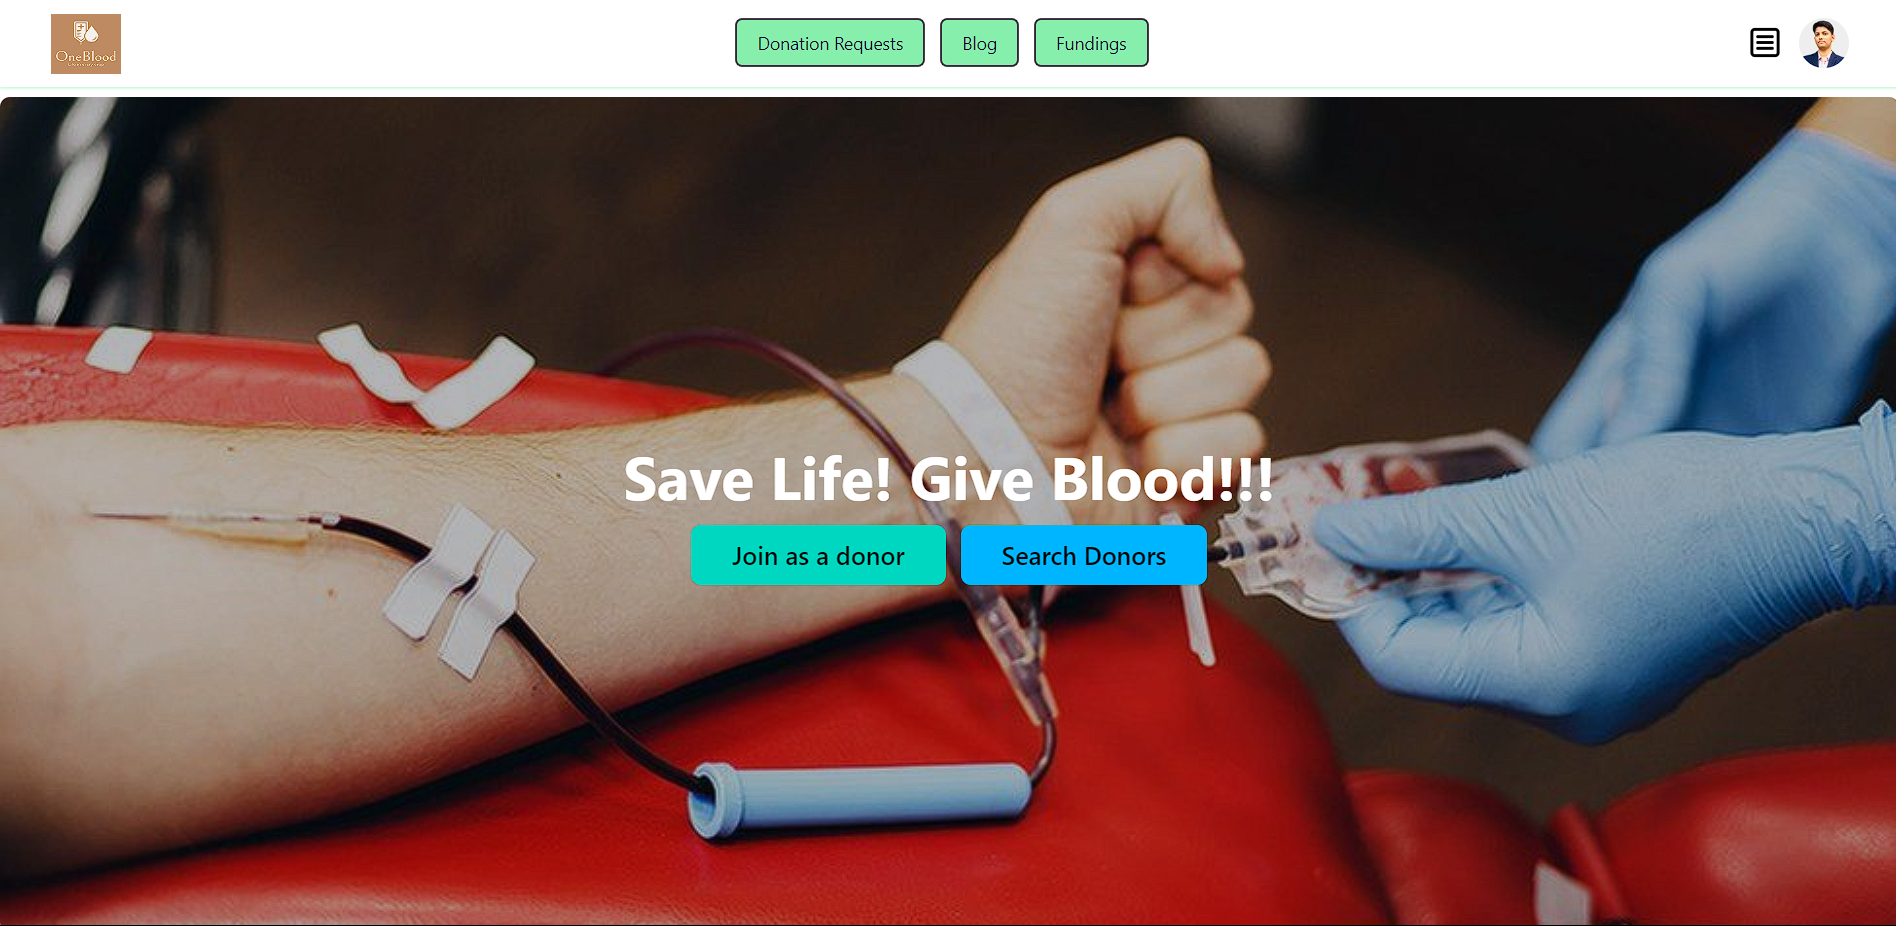 OneBlood
Donation Requests
Blog
Fundings
Save Life! Give Blood!!!
Join as a donor
Search Donors